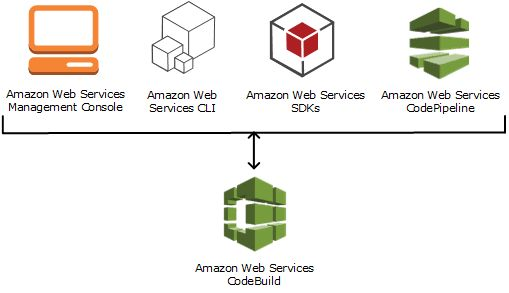 Amazon Web Services
Management Console
Amazon Web
Services CLI
Amazon Web Services
SDKs
Amazon Web Services
CodePipeline
Amazon Web Services
CodeBuild